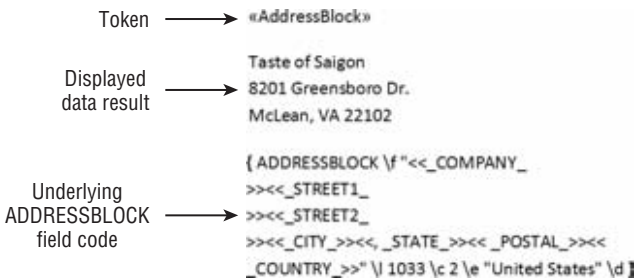 Token
«AddressBlock»
Displayed
data result
Taste of Saigon
8201 Greensboro Dr.
McLean, VA 22102
Underlying
ADDRESSBLOCK
field code
{ ADDRESSBLOCK \f "<<_COMPANY_
>><<_STREET1_
>><<_STREET2_
>><<_CITY_>><<, _STATE_>><< _POSTAL_>><<
_COUNTRY_>>" \l 1033 \c 2 \e "United States" \d }